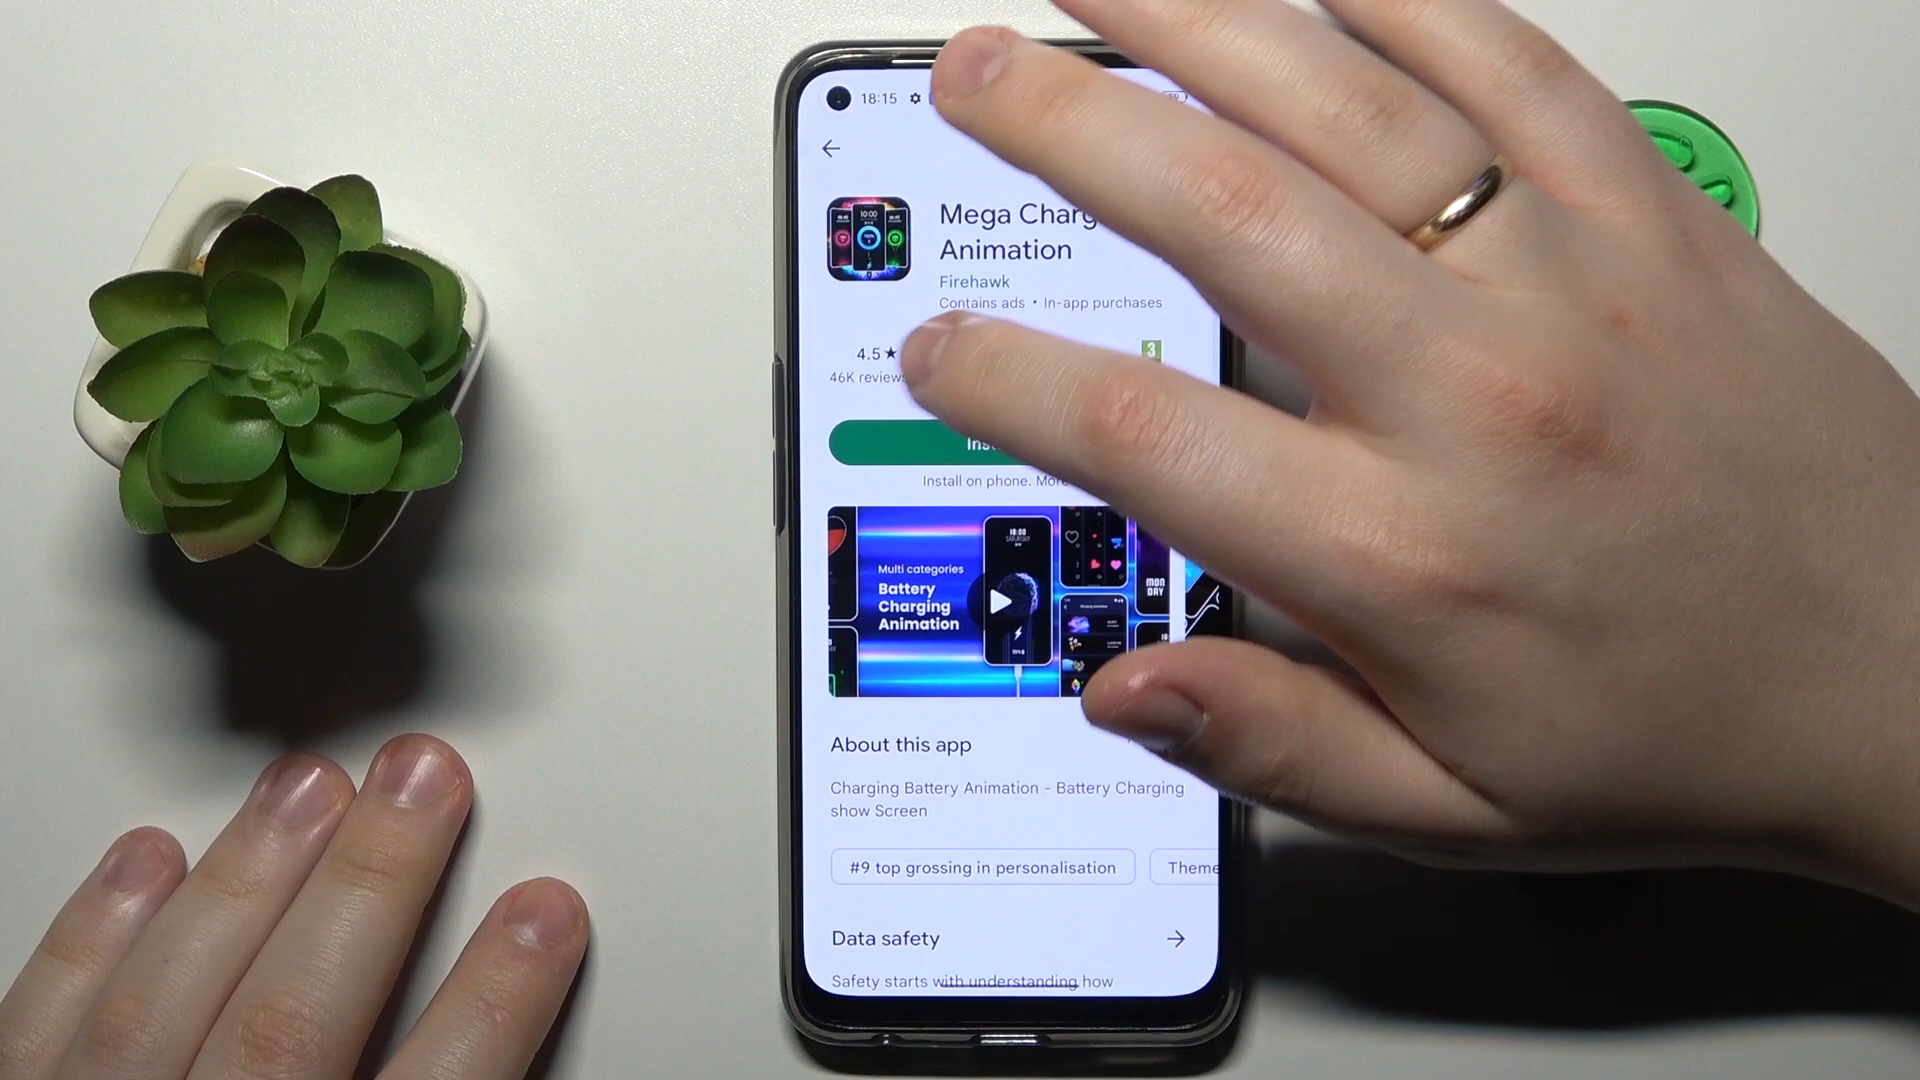 18:15
Mega Charg
Animation
Firehawk
Contains ads • In-app purchases
4.5★
3
46K reviews
Install on phone. More
Multi categories
Battery
Charging
Animation
MON
DAY
About this app
Charging Battery Animation - Battery Charging
show Screen
#9 top grossing in personalisation
Theme
Data safety
Safety starts with understanding how